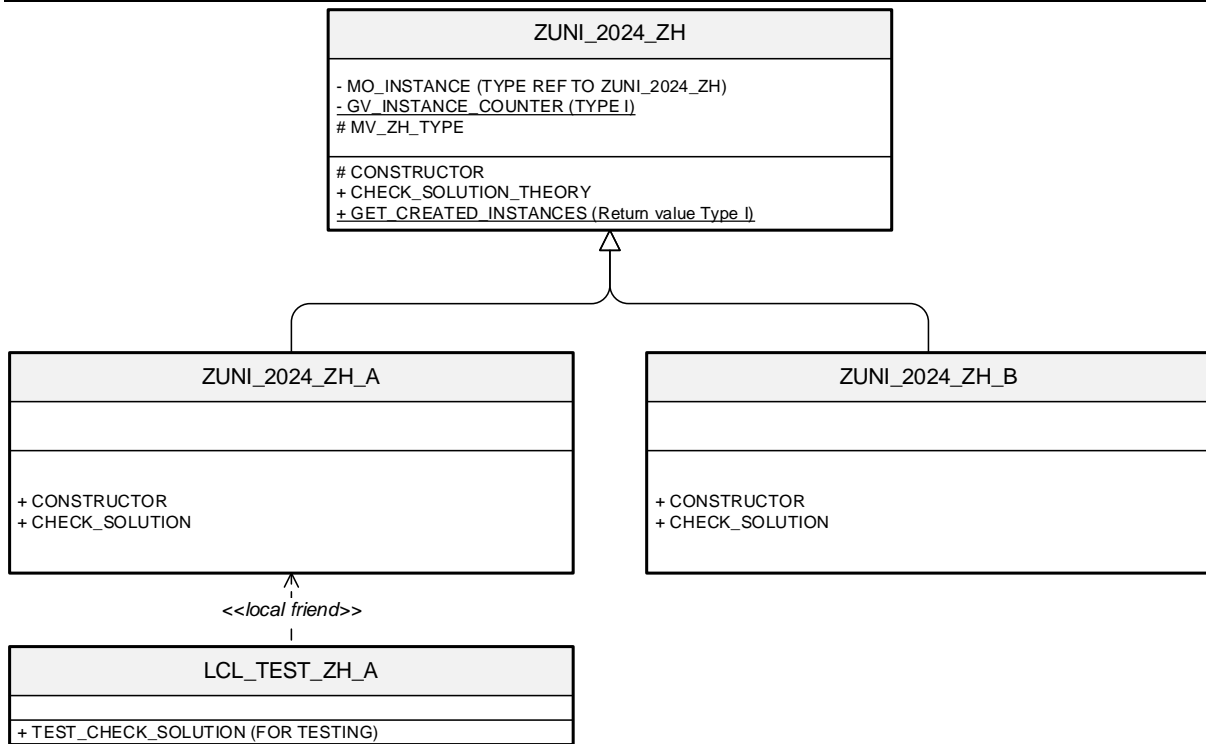 ZUNI_2024_ZH
- MO_INSTANCE (TYPE REF TO ZUNI_2024_ZH)
- GV_INSTANCE_COUNTER (TYPE I)
# MV_ZH_TYPE
# CONSTRUCTOR
+ CHECK_SOLUTION_THEORY
+ GET_CREATED_INSTANCES (Return value Type I)
ZUNI_2024_ZH_A
+ CONSTRUCTOR
+ CHECK_SOLUTION
ZUNI_2024_ZH_B
+ CONSTRUCTOR
+ CHECK_SOLUTION
<<local friend>>
LCL_TEST_ZH_A
+ TEST_CHECK_SOLUTION (FOR TESTING)